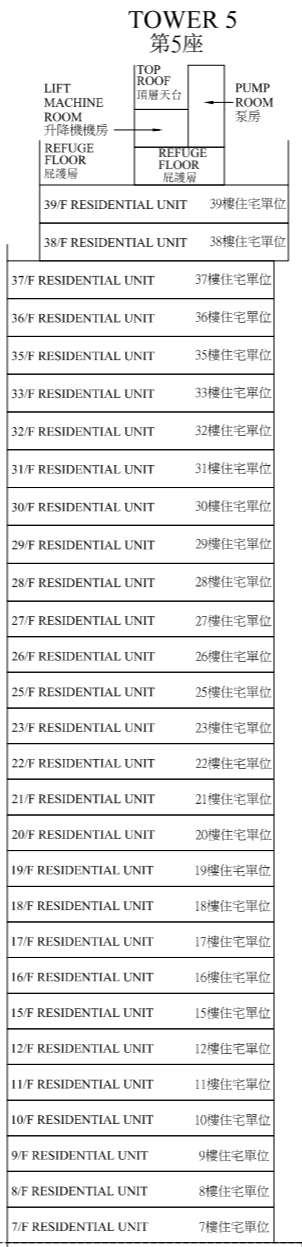 TOWER 5
第5座
TOP
ROOF
頂層天台
LIFT
MACHINE
ROOM
升降機機房
PUMP
ROOM
泵房
REFUGE
FLOOR
庇護層
REFUGE
FLOOR
庇護層
39/F RESIDENTIAL UNIT 39樓住宅單位
38/F RESIDENTIAL UNIT 38樓住宅單位
37/F RESIDENTIAL UNIT 37樓住宅單位
36/F RESIDENTIAL UNIT 36樓住宅單位
35/F RESIDENTIAL UNIT 35樓住宅單位
33/F RESIDENTIAL UNIT 33樓住宅單位
32/F RESIDENTIAL UNIT 32樓住宅單位
31/F RESIDENTIAL UNIT 31樓住宅單位
30/F RESIDENTIAL UNIT 30樓住宅單位
29/F RESIDENTIAL UNIT 29樓住宅單位
28/F RESIDENTIAL UNIT 28樓住宅單位
27/F RESIDENTIAL UNIT 27樓住宅單位
26/F RESIDENTIAL UNIT 26樓住宅單位
25/F RESIDENTIAL UNIT 25樓住宅單位
23/F RESIDENTIAL UNIT 23樓住宅單位
22/F RESIDENTIAL UNIT 22樓住宅單位
21/F RESIDENTIAL UNIT 21樓住宅單位
20/F RESIDENTIAL UNIT 20樓住宅單位
19/F RESIDENTIAL UNIT 19樓住宅單位
18/F RESIDENTIAL UNIT 18樓住宅單位
17/F RESIDENTIAL UNIT 17樓住宅單位
16/F RESIDENTIAL UNIT 16樓住宅單位
15/F RESIDENTIAL UNIT 15樓住宅單位
12/F RESIDENTIAL UNIT 12樓住宅單位
11/F RESIDENTIAL UNIT 11樓住宅單位
10/F RESIDENTIAL UNIT 10樓住宅單位
9/F RESIDENTIAL UNIT 9樓住宅單位
8/F RESIDENTIAL UNIT 8樓住宅單位
7/F RESIDENTIAL UNIT 7樓住宅單位